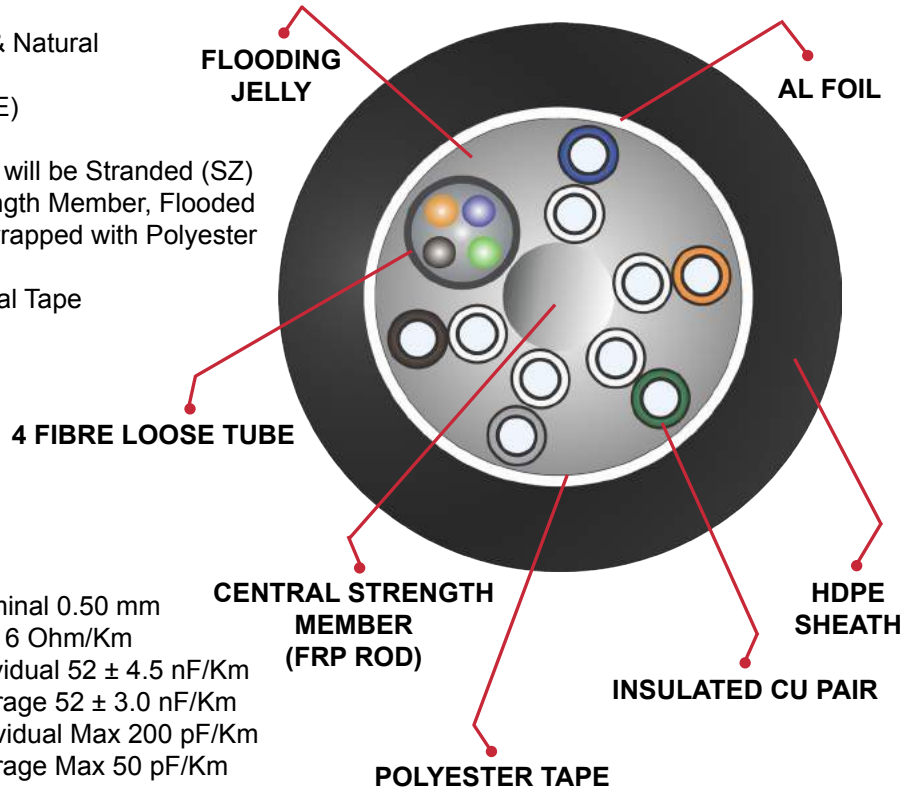 & Natural
E)
will be Stranded (SZ)
ngth Member, Flooded
wrapped with Polyester
al Tape
FLOODING
JELLY
AL FOIL
4 FIBRE LOOSE TUBE
minal 0.50 mm
6 Ohm/Km
vidual 52 ± 4.5 nF/Km
rage 52 ± 3.0 nF/Km
vidual Max 200 pF/Km
rage Max 50 pF/Km
CENTRAL STRENGTH
MEMBER
(FRP ROD)
HDPE
SHEATH
INSULATED CU PAIR
POLYESTER TAPE